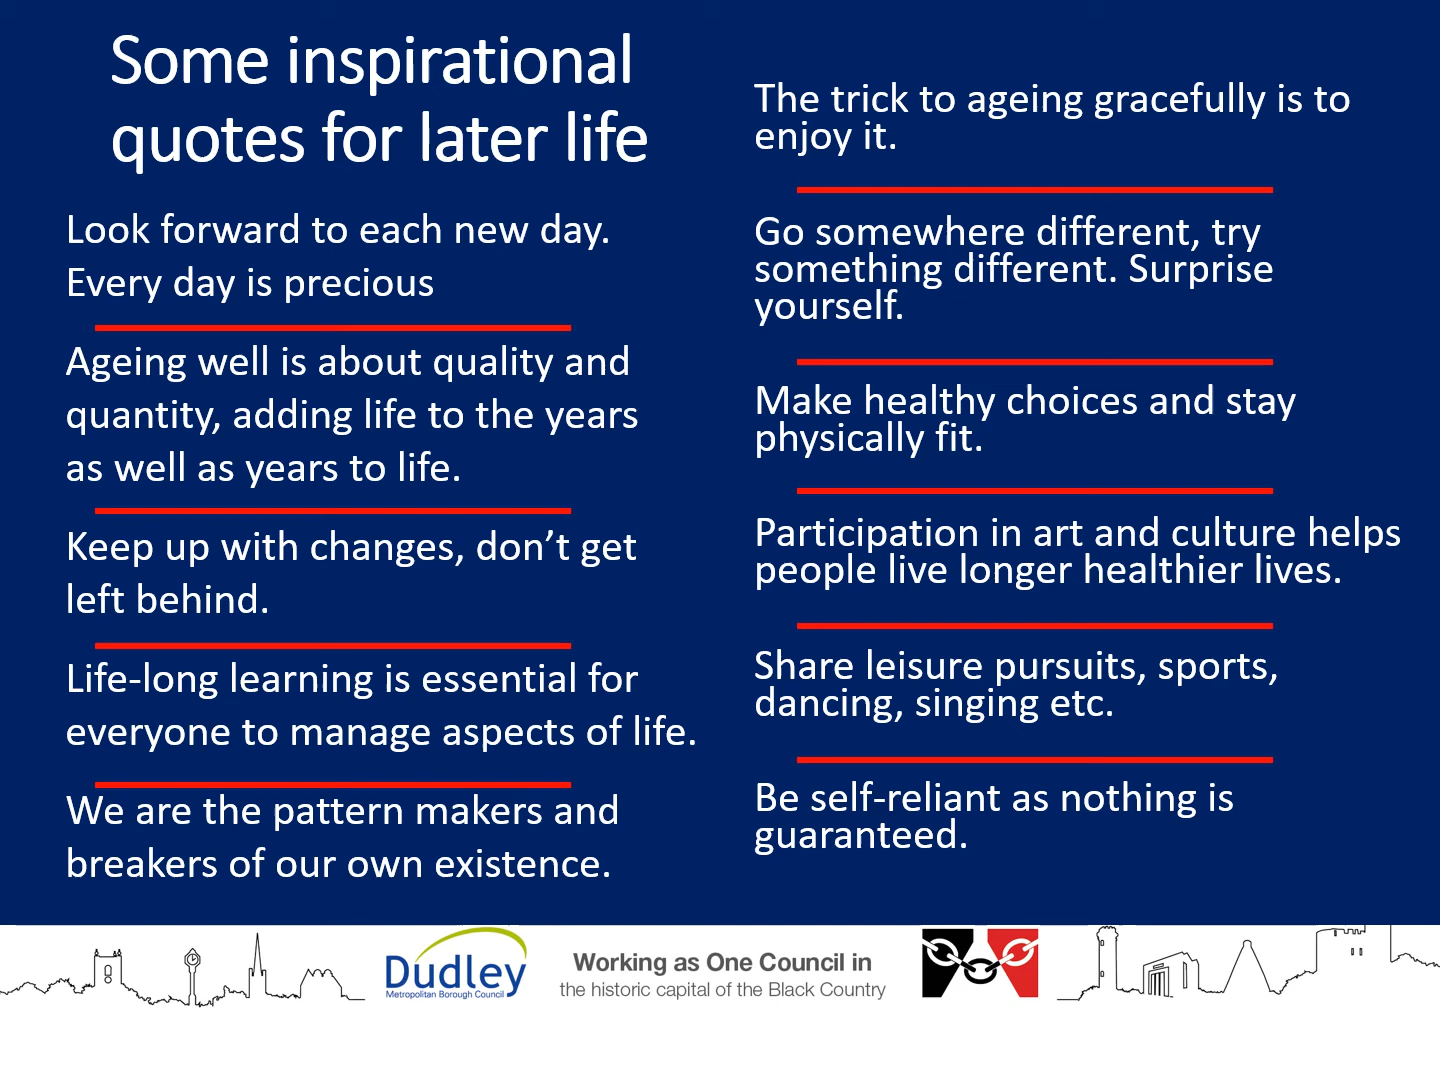 Some inspirational
quotes for later life
Look forward to each new day.
Every day is precious
Ageing well is about quality and
quantity, adding life to the years
as well as years to life.
Keep up with changes, don’t get
left behind.
Life-long learning is essential for
everyone to manage aspects of life.
We are the pattern makers and
breakers of our own existence.
The trick to ageing gracefully is to
enjoy it.
Go somewhere different, try
something different. Surprise
yourself.
Make healthy choices and stay
physically fit.
Participation in art and culture helps
people live longer healthier lives.
Share leisure pursuits, sports,
dancing, singing etc.
Be self-reliant as nothing is
guaranteed.
Dudley
Metropolitan Borough Council
Working as One Council in
the historic capital of the Black Country